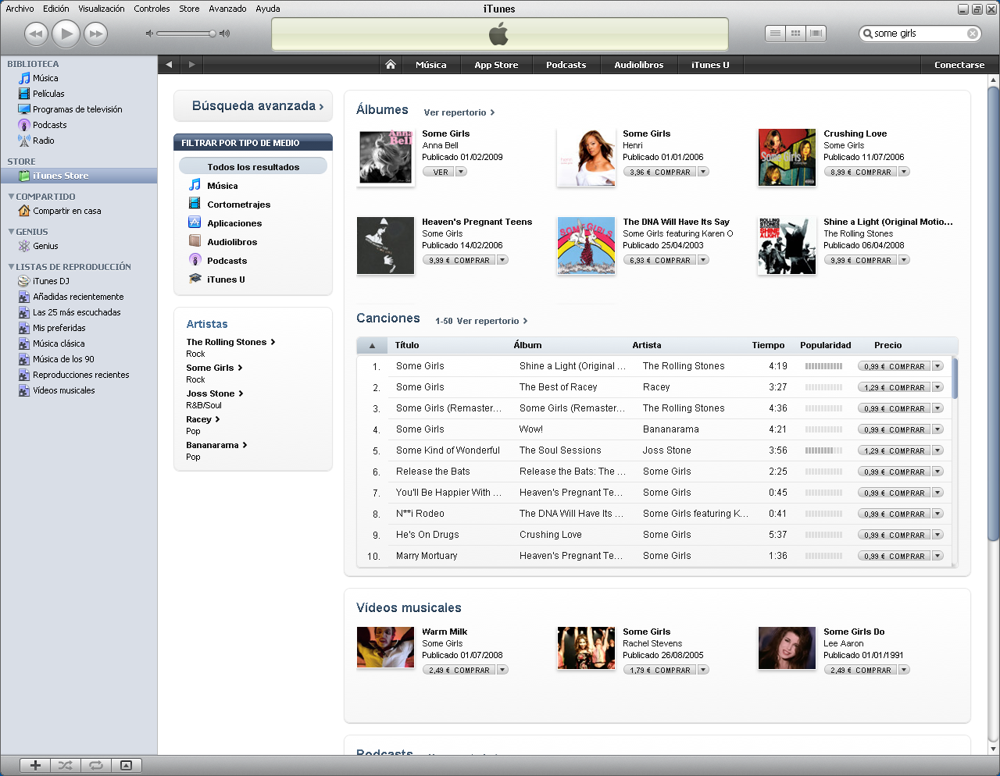 Archivo Edición Visualización Controles Store Avanzado Ayuda
iTunes
some girls
BIBLIOTECA
Música
Películas
Programas de televisión
Podcasts
Radio
STORE
iTunes Store
COMPARTIDO
Compartir en casa
GENIUS
Genius
LISTAS DE REPRODUCCIÓN
iTunes DJ
Añadidas recientemente
Las 25 más escuchadas
Mis preferidas
Música clásica
Música de los 90
Reproducciones recientes
Vídeos musicales
Música App Store Podcasts Audiolibros iTunes U Conectarse
Búsqueda avanzada
FILTRAR POR TIPO DE MEDIO
Todos los resultados
Música
Cortometrajes
Aplicaciones
Audiolibros
Podcasts
iTunes U
Artistas
The Rolling Stones
Rock
Some Girls
Rock
Joss Stone
R&B/Soul
Racey
Pop
Bananarama
Pop
Álbumes Ver repertorio
Some Girls
Anna Bell
Publicado 01/02/2009
VER
Some Girls
Henri
Publicado 01/01/2006
3,96 € COMPRAR
Crushing Love
Some Girls
Publicado 11/07/2006
8,99 € COMPRAR
Heaven's Pregnant Teens
Some Girls
Publicado 14/02/2006
9,99 € COMPRAR
The DNA Will Have Its Say
Some Girls featuring Karen O
Publicado 25/04/2003
6,93 € COMPRAR
Shine a Light (Original Motio...
The Rolling Stones
Publicado 06/04/2008
9,99 € COMPRAR
Canciones 1-50 Ver repertorio
Título Álbum Artista Tiempo Popularidad Precio
1. Some Girls Shine a Light (Original ... The Rolling Stones 4:19 0,99 € COMPRAR
2. Some Girls The Best of Racey Racey 3:27 1,29 € COMPRAR
3. Some Girls (Remaster... Some Girls (Remaster... The Rolling Stones 4:36 0,99 € COMPRAR
4. Some Girls Wow! Bananarama 4:21 0,99 € COMPRAR
5. Some Kind of Wonderful The Soul Sessions Joss Stone 3:56 1,29 € COMPRAR
6. Release the Bats Release the Bats: The ... Some Girls 2:25 0,99 € COMPRAR
7. You'll Be Happier With ... Heaven's Pregnant Te... Some Girls 0:45 0,99 € COMPRAR
8. N**i Rodeo The DNA Will Have Its ... Some Girls featuring K... 0:41 0,99 € COMPRAR
9. He's On Drugs Crushing Love Some Girls 5:37 0,99 € COMPRAR
10. Marry Mortuary Heaven's Pregnant Te... Some Girls 1:36 0,99 € COMPRAR
Vídeos musicales
Warm Milk
Some Girls
Publicado 01/07/2008
2,49 € COMPRAR
Some Girls
Rachel Stevens
Publicado 26/08/2005
1,79 € COMPRAR
Some Girls Do
Lee Aaron
Publicado 01/01/1991
2,49 € COMPRAR
Podcasts